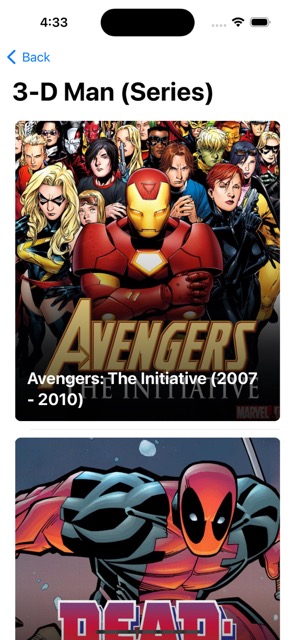 4:33
Back
3-D Man (Series)
AVENGERS
THE INITIATIVE
Avengers: The Initiative (2007
- 2010)
MARVEL
DEAD: